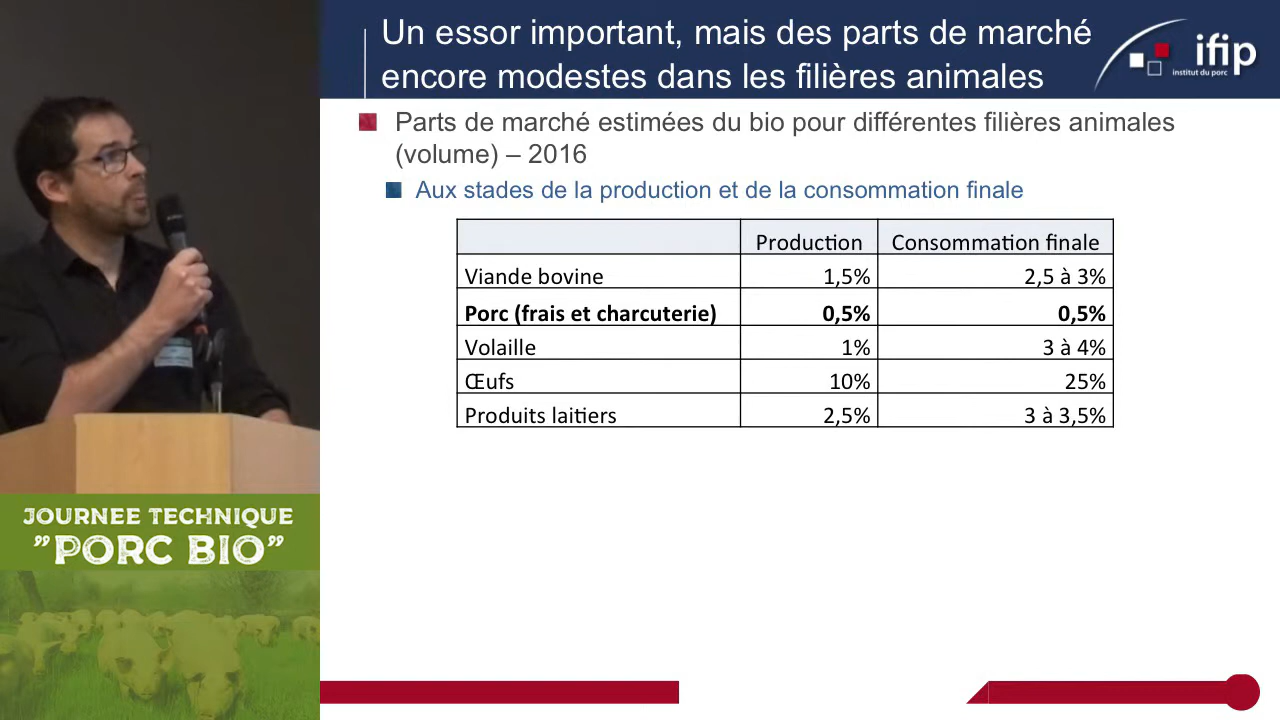 Un essor important, mais des parts de marché
encore modestes dans les filières animales
ifip
institut du porc
Parts de marché estimées du bio pour différentes filières animales
(volume) – 2016
Aux stades de la production et de la consommation finale
Production Consommation finale
Viande bovine 1,5% 2,5 à 3%
Porc (frais et charcuterie) 0,5% 0,5%
Volaille 1% 3 à 4%
Œufs 10% 25%
Produits laitiers 2,5% 3 à 3,5%
JOURNEE TECHNIQUE
"PORC BIO"